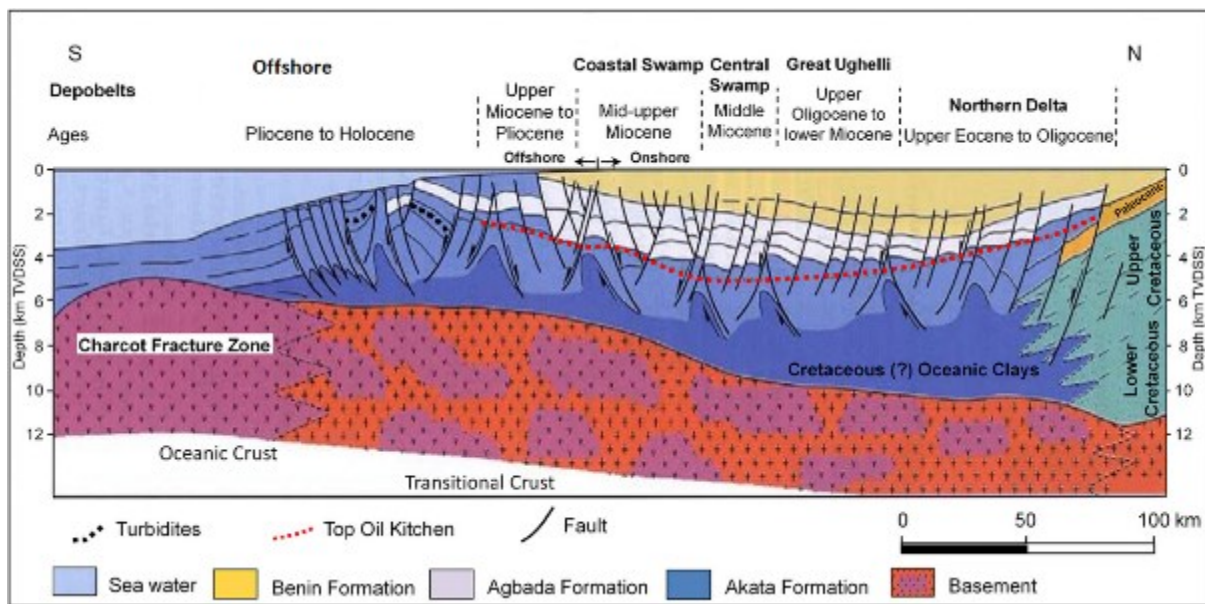 S
N
Offshore
Coastal Swamp
Central
Swamp
Great Ughelli
Depobelts
Upper
Miocene to
Pliocene
Mid-upper
Miocene
Middle
Miocene
Upper
Oligocene to
lower Miocene
Northern Delta
Ages
Pliocene to Holocene
Upper Eocene to Oligocene
Offshore
Onshore
0
2
4
6
8
10
12
Depth (km TVDSS)
0
2
4
6
8
10
12
Depth (km TVDSS)
Paleocene
Upper
Cretaceous
Lower
Cretaceous
Charcot Fracture Zone
Cretaceous (?) Oceanic Clays
Oceanic Crust
Transitional Crust
Turbidites
Top Oil Kitchen
Fault
0 50 100 km
Sea water
Benin Formation
Agbada Formation
Akata Formation
Basement